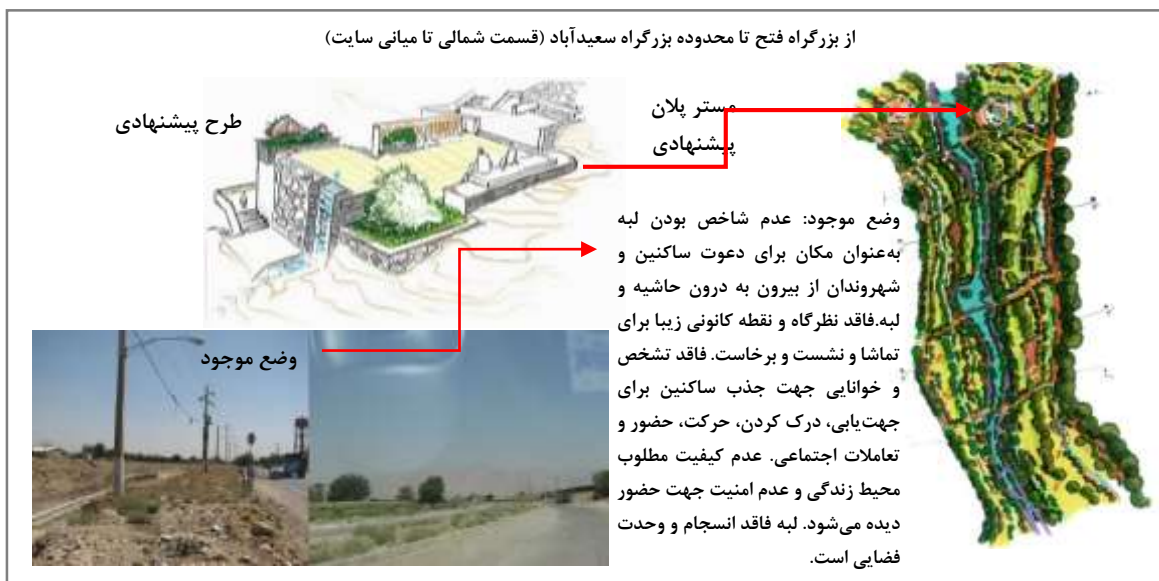 از بزرگراه فتح تا محدوده بزرگراه سعیدآباد (قسمت شمالی تا میانی سایت)
مستر پلان
پیشنهادی
طرح پیشنهادی
وضع موجود: عدم شاخص بودن لبه
به‌عنوان مکان برای دعوت ساکنین و
شهروندان از بیرون به درون حاشیه و
لبه.فاقد نظرگاه و نقطه کانونی زیبا برای
تماشا و نشست و برخاست. فاقد تشخص
و خوانایی جهت جذب ساکنین برای
جهت‌یابی، درک کردن، حرکت، حضور و
تعاملات اجتماعی. عدم کیفیت مطلوب
محیط زندگی و عدم امنیت جهت حضور
دیده می‌شود. لبه فاقد انسجام و وحدت
فضایی است.
وضع موجود